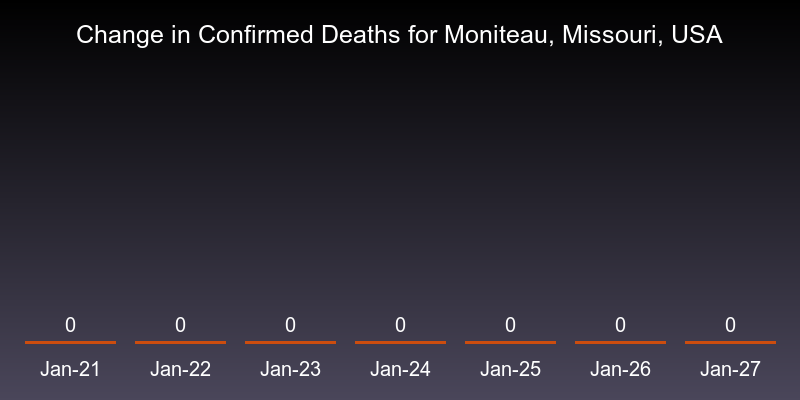 Change in Confirmed Deaths for Moniteau, Missouri, USA
0 0 0 0 0 0 0
Jan-21 Jan-22 Jan-23 Jan-24 Jan-25 Jan-26 Jan-27